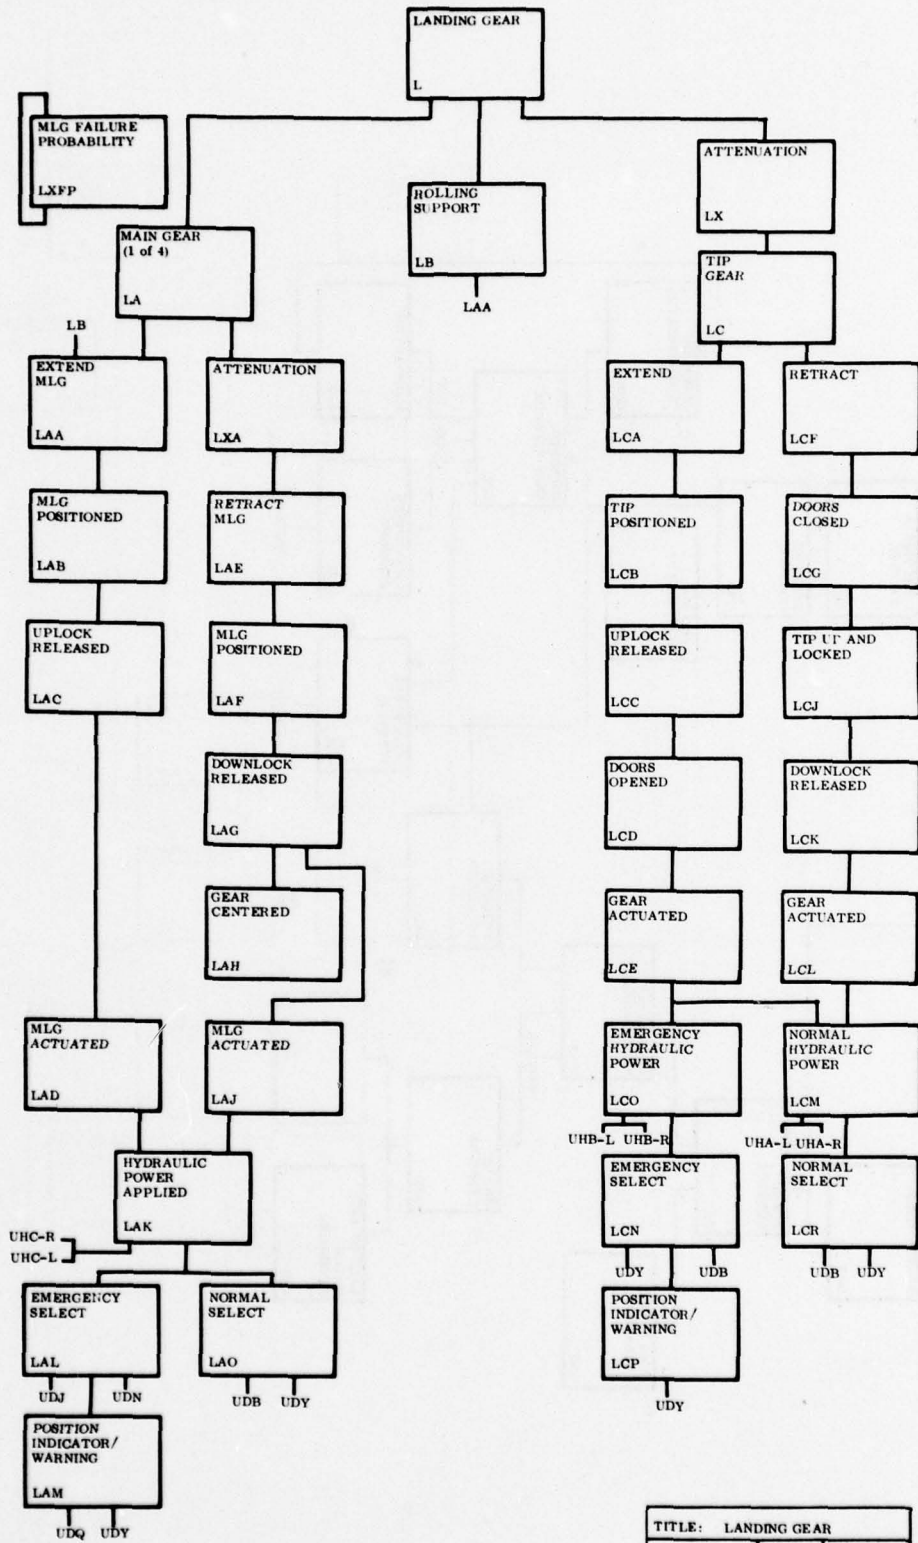 LANDING GEAR
L
MLG FAILURE
PROBABILITY
LXFP
ATTENUATION
LX
ROLLING
SUPPORT
LB
LAA
MAIN GEAR
(1 of 4)
LA
TIP
GEAR
LC
LB
EXTEND
MLG
LAA
ATTENUATION
LXA
EXTEND
LCA
RETRACT
LCF
MLG
POSITIONED
LAB
RETRACT
MLG
LAE
TIP
POSITIONED
LCB
DOORS
CLOSED
LCG
UPLOCK
RELEASED
LAC
MLG
POSITIONED
LAF
UPLOCK
RELEASED
LCC
TIP UP AND
LOCKED
LCJ
DOWNLOCK
RELEASED
LAG
DOORS
OPENED
LCD
DOWNLOCK
RELEASED
LCK
GEAR
CENTERED
LAH
GEAR
ACTUATED
LCE
GEAR
ACTUATED
LCL
MLG
ACTUATED
LAD
MLG
ACTUATED
LAJ
EMERGENCY
HYDRAULIC
POWER
LCO
NORMAL
HYDRAULIC
POWER
LCM
UHB-L UHB-R
UHA-L UHA-R
HYDRAULIC
POWER
APPLIED
LAK
UHC-R
UHC-L
EMERGENCY
SELECT
LCN
NORMAL
SELECT
LCR
UDY UDB
UDB UDY
EMERGENCY
SELECT
LAL
NORMAL
SELECT
LAO
UDJ UDN
UDB UDY
POSITION
INDICATOR/
WARNING
LCP
UDY
POSITION
INDICATOR/
WARNING
LAM
UDQ UDY
TITLE: LANDING GEAR